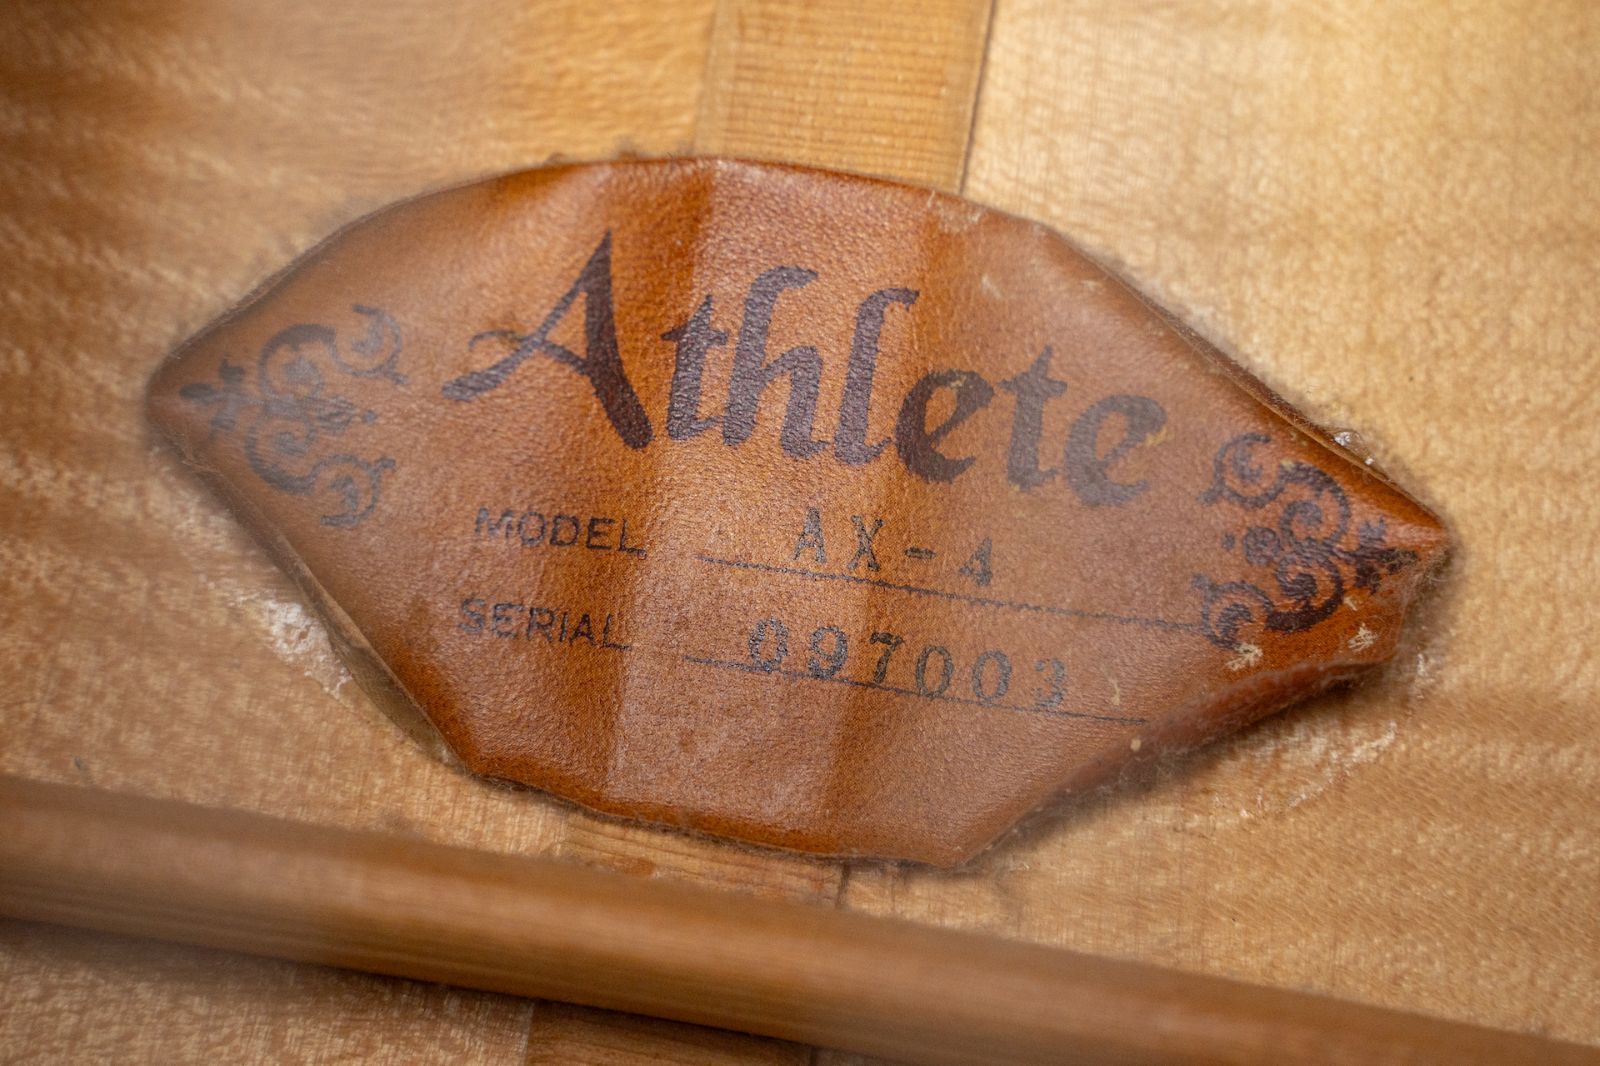 Athlete
MODEL AX-4
SERIAL 097003